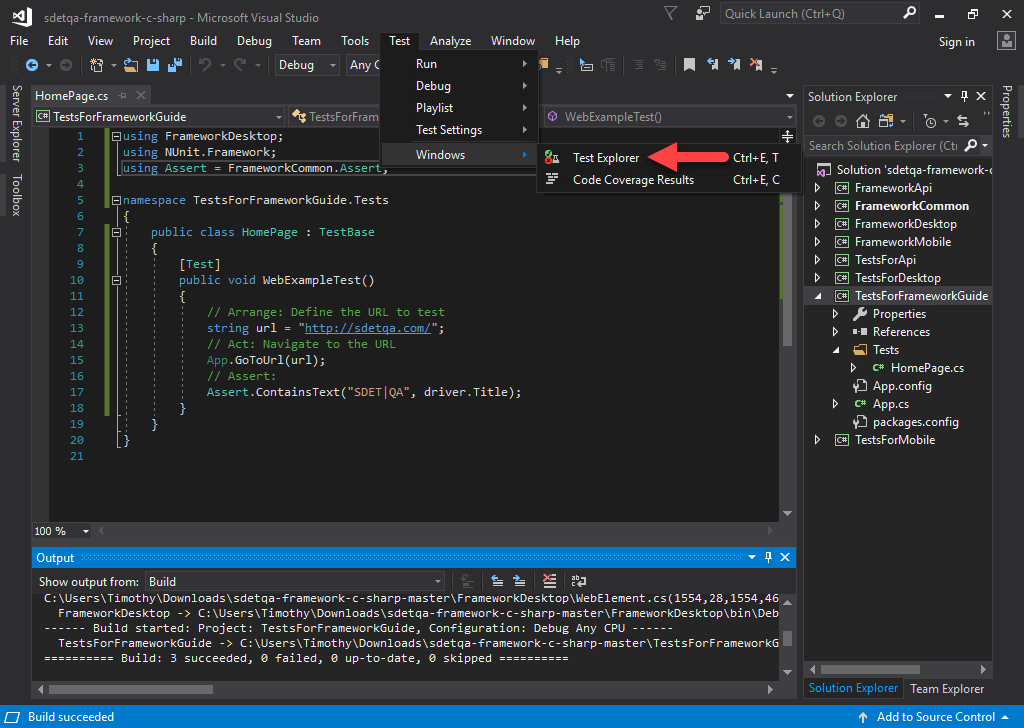 sdetqa-framework-c-sharp - Microsoft Visual Studio
Quick Launch (Ctrl+Q)
File Edit View Project Build Debug Team Tools Test Analyze Window Help
Sign in
Debug
Any C
Run
Debug
Playlist
Test Settings
Windows
Test Explorer Ctrl+E, T
Code Coverage Results Ctrl+E, C
Server Explorer
Toolbox
HomePage.cs
C# TestsForFrameworkGuide
TestsForFram
WebExampleTest()
1 using FrameworkDesktop;
2 using NUnit.Framework;
3 using Assert = FrameworkCommon.Assert;
4
5 namespace TestsForFrameworkGuide.Tests
6 {
7 public class HomePage : TestBase
8 {
9 [Test]
10 public void WebExampleTest()
11 {
12 // Arrange: Define the URL to test
13 string url = "http://sdetqa.com/";
14 // Act: Navigate to the URL
15 App.GoToUrl(url);
16 // Assert:
17 Assert.ContainsText("SDET|QA", driver.Title);
18 }
19 }
20 }
21
100 %
Output
Show output from: Build
C:\Users\Timothy\Downloads\sdetqa-framework-c-sharp-master\FrameworkDesktop\WebElement.cs(1554,28,1554,46
FrameworkDesktop -> C:\Users\Timothy\Downloads\sdetqa-framework-c-sharp-master\FrameworkDesktop\bin\Deb
------ Build started: Project: TestsForFrameworkGuide, Configuration: Debug Any CPU ------
TestsForFrameworkGuide -> C:\Users\Timothy\Downloads\sdetqa-framework-c-sharp-master\TestsForFrameworkG
========== Build: 3 succeeded, 0 failed, 0 up-to-date, 0 skipped ==========
Solution Explorer
Search Solution Explorer (Ctr
Solution 'sdetqa-framework-c
C# FrameworkApi
C# FrameworkCommon
C# FrameworkDesktop
C# FrameworkMobile
C# TestsForApi
C# TestsForDesktop
C# TestsForFrameworkGuide
Properties
References
Tests
C# HomePage.cs
App.config
C# App.cs
packages.config
C# TestsForMobile
Solution Explorer Team Explorer
Properties
Build succeeded
Add to Source Control